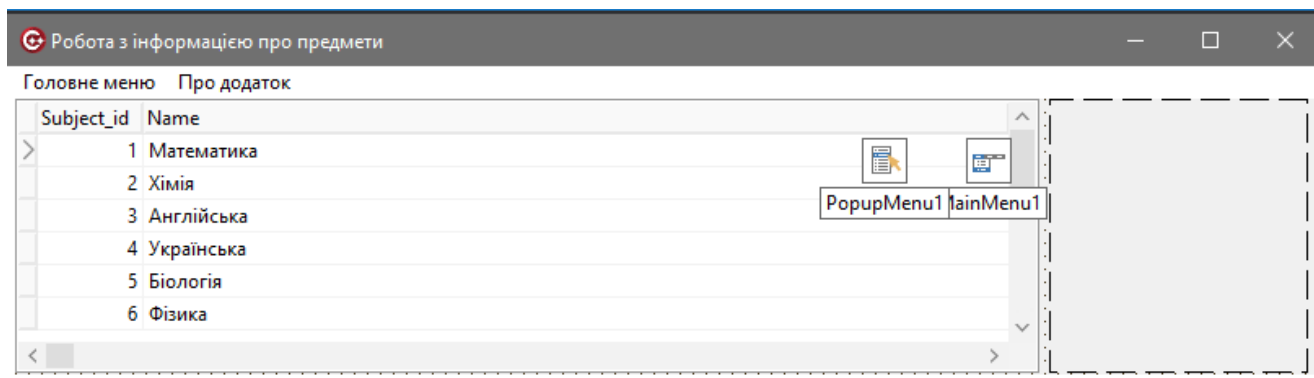 Робота з інформацією про предмети
Головне меню Про додаток
Subject_id Name
1 Математика
2 Хімія
3 Англійська
4 Українська
5 Біологія
6 Фізика
PopupMenu1 ainMenu1